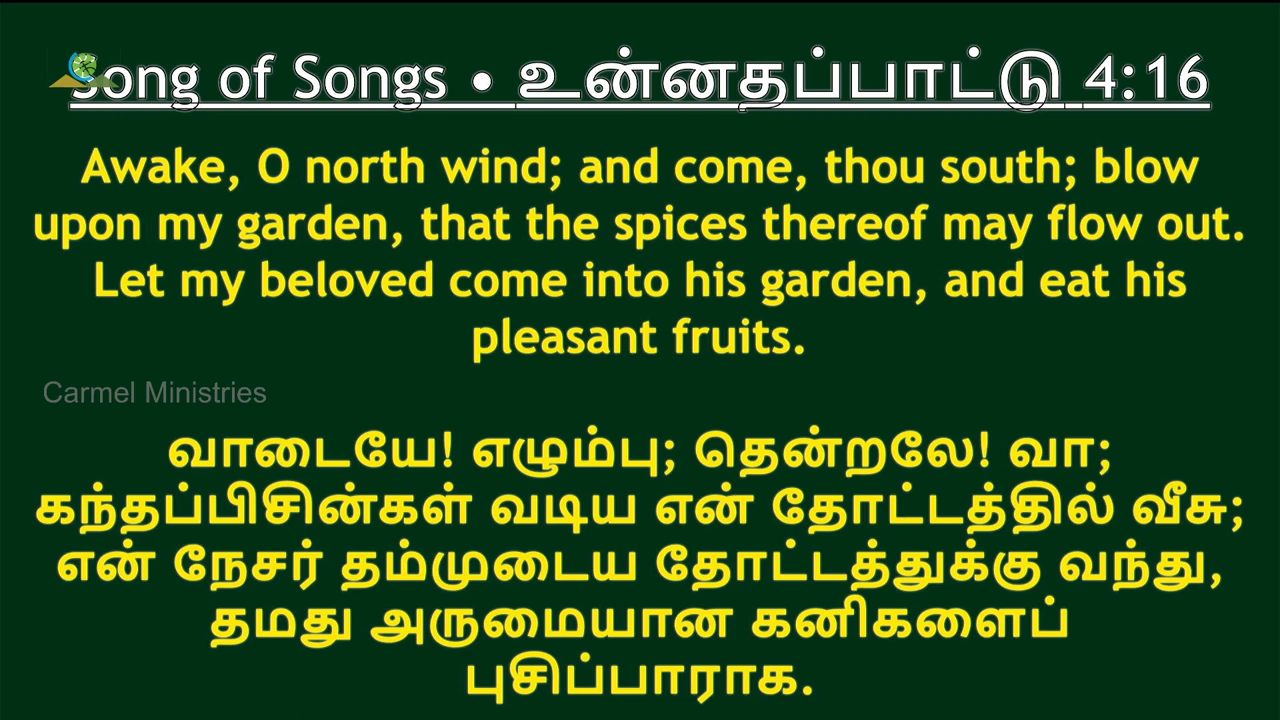 Song of Songs • உன்னதப்பாட்டு 4:16
Awake, O north wind; and come, thou south; blow
upon my garden, that the spices thereof may flow out.
Let my beloved come into his garden, and eat his
pleasant fruits.
Carmel Ministries
வாடையே! எழும்பு; தென்றலே! வா;
கந்தப்பிசின்கள் வடிய என் தோட்டத்தில் வீசு;
என் நேசர் தம்முடைய தோட்டத்துக்கு வந்து,
தமது அருமையான கனிகளைப்
புசிப்பாராக.